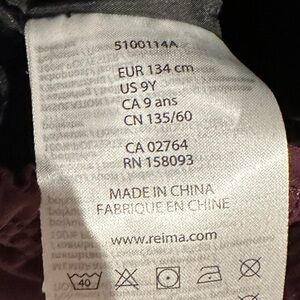 5100114A
EUR 134 cm
US 9Y
CA 9 ans
CN 135/60
CA 02764
RN 158093
MADE IN CHINA
FABRIQUE EN CHINE
www.reima.com
40